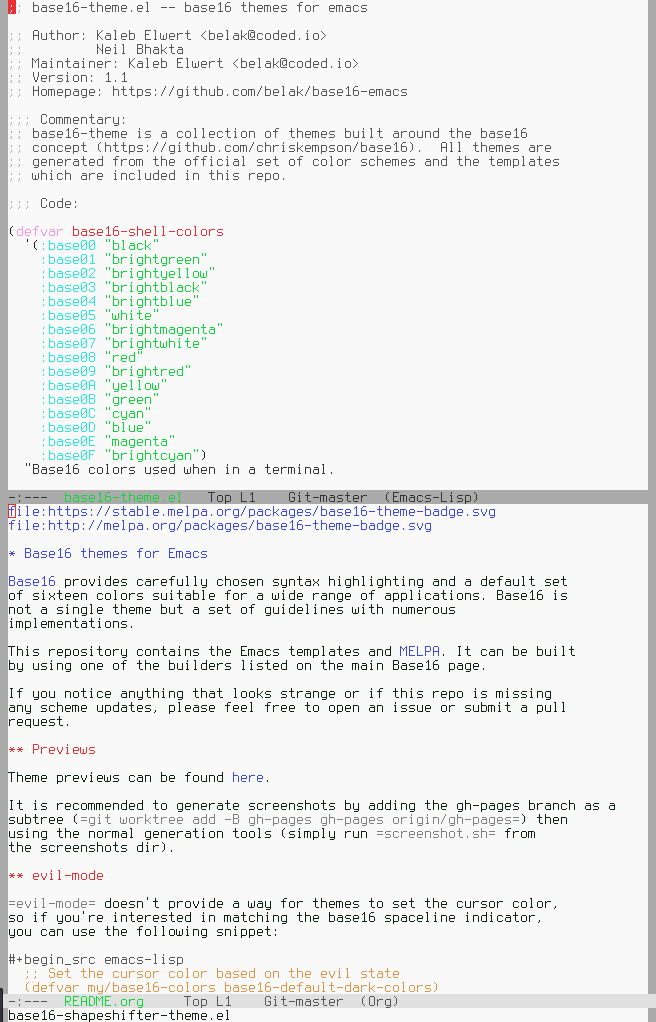 ;; base16-theme.el -- base16 themes for emacs

;; Author: Kaleb Elwert <belak@coded.io>
;;         Neil Bhakta
;; Maintainer: Kaleb Elwert <belak@coded.io>
;; Version: 1.1
;; Homepage: https://github.com/belak/base16-emacs

;;; Commentary:
;; base16-theme is a collection of themes built around the base16
;; concept (https://github.com/chriskempson/base16).  All themes are
;; generated from the official set of color schemes and the templates
;; which are included in this repo.

;;; Code:

(defvar base16-shell-colors
  '(:base00 "black"
    :base01 "brightgreen"
    :base02 "brightyellow"
    :base03 "brightblack"
    :base04 "brightblue"
    :base05 "white"
    :base06 "brightmagenta"
    :base07 "brightwhite"
    :base08 "red"
    :base09 "brightred"
    :base0A "yellow"
    :base0B "green"
    :base0C "cyan"
    :base0D "blue"
    :base0E "magenta"
    :base0F "brightcyan")
  "Base16 colors used when in a terminal.

-:---  base16-theme.el   Top L1    Git-master  (Emacs-Lisp)
file:https://stable.melpa.org/packages/base16-theme-badge.svg
file:http://melpa.org/packages/base16-theme-badge.svg

* Base16 themes for Emacs

Base16 provides carefully chosen syntax highlighting and a default set
of sixteen colors suitable for a wide range of applications. Base16 is
not a single theme but a set of guidelines with numerous
implementations.

This repository contains the Emacs templates and MELPA. It can be built
by using one of the builders listed on the main Base16 page.

If you notice anything that looks strange or if this repo is missing
any scheme updates, please feel free to open an issue or submit a pull
request.

** Previews

Theme previews can be found here.

It is recommended to generate screenshots by adding the gh-pages branch as a
subtree (=git worktree add -B gh-pages gh-pages origin/gh-pages=) then
using the normal generation tools (simply run =screenshot.sh= from
the screenshots dir).

** evil-mode

=evil-mode= doesn't provide a way for themes to set the cursor color,
so if you're interested in matching the base16 spaceline indicator,
you can use the following snippet:

#+begin_src emacs-lisp
  ;; Set the cursor color based on the evil state
  (defvar my/base16-colors base16-default-dark-colors)
-:---  README.org     Top L1    Git-master  (Org)
base16-shapeshifter-theme.el